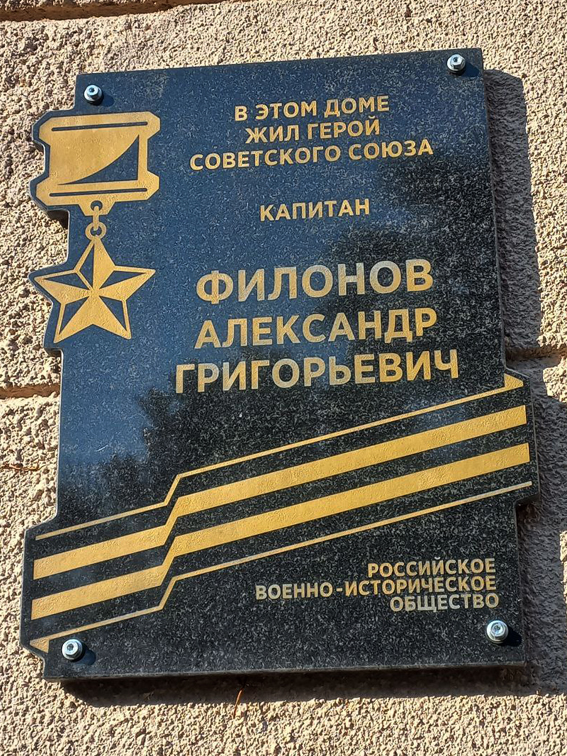 В ЭТОМ ДОМЕ
ЖИЛ ГЕРОЙ
СОВЕТСКОГО СОЮЗА
КАПИТАН
ФИЛОНОВ
АЛЕКСАНДР
ГРИГОРЬЕВИЧ
РОССИЙСКОЕ
ВОЕННО-ИСТОРИЧЕСКОЕ
ОБЩЕСТВО